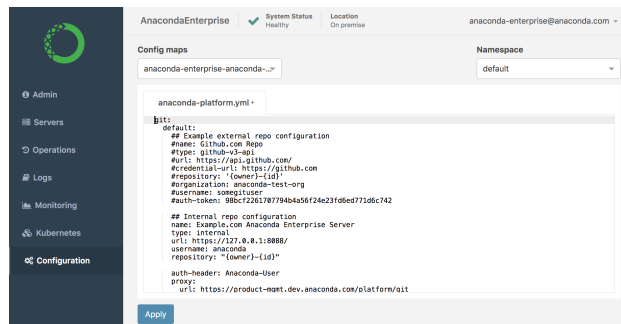 AnacondaEnterprise
System Status
Healthy
Location
On premise
anaconda-enterprise@anaconda.com
Config maps
anaconda-enterprise-anaconda-...
Namespace
default
Admin
Servers
Operations
Logs
Monitoring
Kubernetes
Configuration
anaconda-platform.yml •
git:
default:
## Example external repo configuration
#name: Github.com Repo
#type: github-v3-api
#url: https://api.github.com/
#credential-url: https://github.com
#repository: '{owner}-{id}'
#organization: anaconda-test-org
#username: somegituser
#auth-token: 98bcf2261707794b4a56f24e23fd6ed771d6c742
## Internal repo configuration
name: Example.com Anaconda Enterprise Server
type: internal
url: https://127.0.0.1:8088/
username: anaconda
repository: "{owner}-{id}"
auth-header: Anaconda-User
proxy:
url: https://product-mgmt.dev.anaconda.com/platform/git
Apply